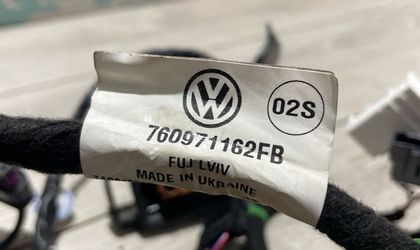 02S
760971162FB
FUJ LVIV
MADE IN UKRAINE